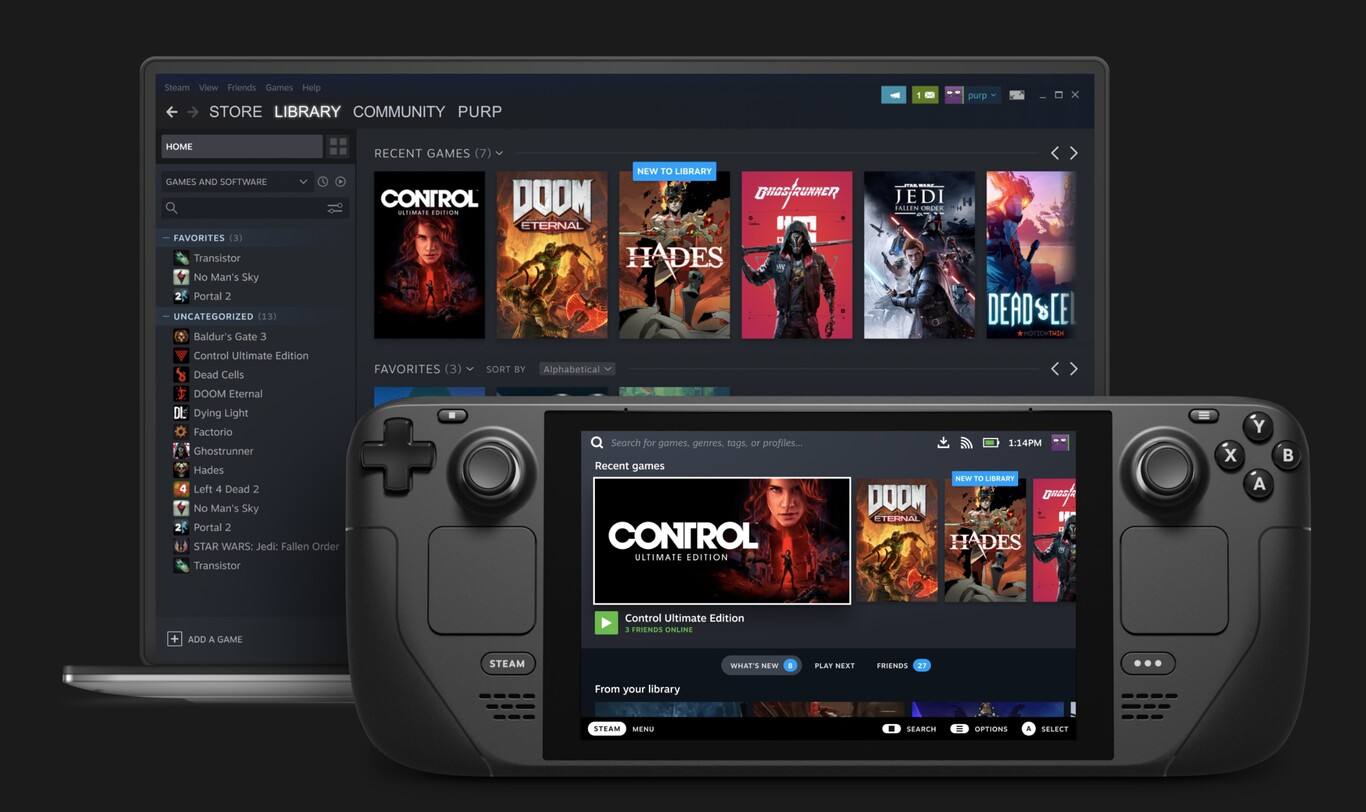 Steam View Friends Games Help
STORE LIBRARY COMMUNITY PURP
1 purp
HOME
GAMES AND SOFTWARE
FAVORITES (3)
Transistor
No Man's Sky
Portal 2
UNCATEGORIZED (13)
Baldur's Gate 3
Control Ultimate Edition
Dead Cells
DOOM Eternal
DL Dying Light
Factorio
Ghostrunner
Hades
4 Left 4 Dead 2
No Man's Sky
Portal 2
STAR WARS: Jedi: Fallen Order
Transistor
ADD A GAME
RECENT GAMES (7)
NEW TO LIBRARY
CONTROL
ULTIMATE EDITION
DOOM
ETERNAL
HADES
GHOSTRUNNER
STAR WARS
JEDI
FALLEN ORDER
DEAD CEL
MOTIONTWIN
FAVORITES (3) SORT BY Alphabetical
Search for games, genres, tags, or profiles...
1:14PM
Recent games
NEW TO LIBRARY
CONTROL
ULTIMATE EDITION
DOOM
ETERNAL
HADES
Control Ultimate Edition
3 FRIENDS ONLINE
WHAT'S NEW 8 PLAY NEXT FRIENDS 27
From your library
STEAM MENU SEARCH OPTIONS A SELECT
STEAM
Y
X B
A